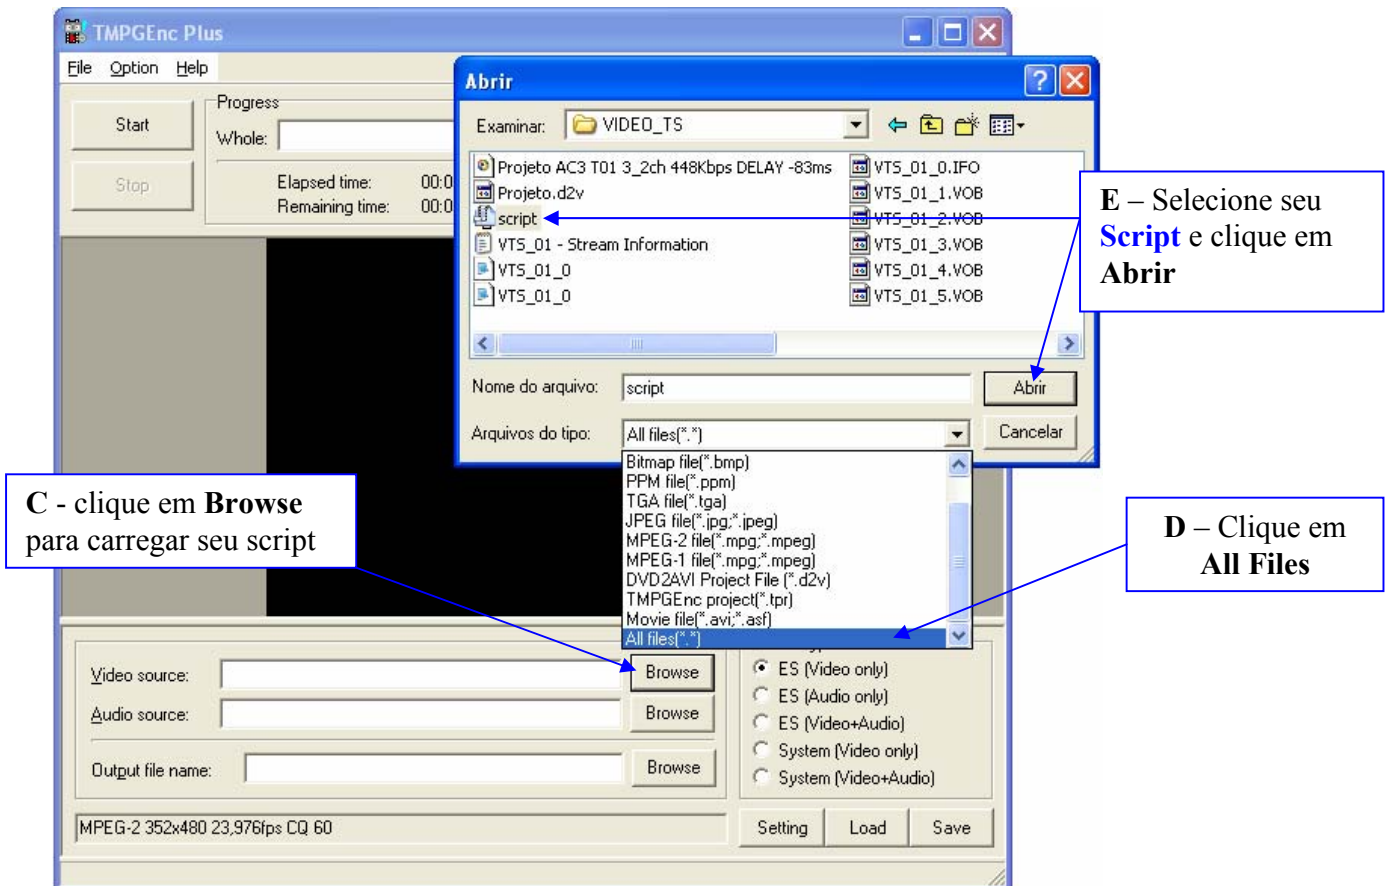 TMPGEnc Plus
File Option Help
Start
Progress
Whole:
Stop
Elapsed time: 00:0
Remaining time: 00:0
Abrir
Examinar: VIDEO_TS
Projeto AC3 T01 3_2ch 448Kbps DELAY -83ms
Projeto.d2v
script
VTS_01 - Stream Information
VTS_01_0
VTS_01_0
VTS_01_0.IFO
VTS_01_1.VOB
VTS_01_2.VOB
VTS_01_3.VOB
VTS_01_4.VOB
VTS_01_5.VOB
Nome do arquivo: script Abrir
Arquivos do tipo: All files(*.*) Cancelar
Bitmap file(*.bmp)
PPM file(*.ppm)
TGA file(*.tga)
JPEG file(*.jpg;*.jpeg)
MPEG-2 file(*.mpg;*.mpeg)
MPEG-1 file(*.mpg;*.mpeg)
DVD2AVI Project File (*.d2v)
TMPGEnc project(*.tpr)
Movie file(*.avi;*.asf)
All files(*.*)
E – Selecione seu
Script e clique em
Abrir
C - clique em Browse
para carregar seu script
D – Clique em
All Files
Video source: Browse
Audio source: Browse
Output file name: Browse
ES (Video only)
ES (Audio only)
ES (Video+Audio)
System (Video only)
System (Video+Audio)
MPEG-2 352x480 23,976fps CQ 60
Setting Load Save